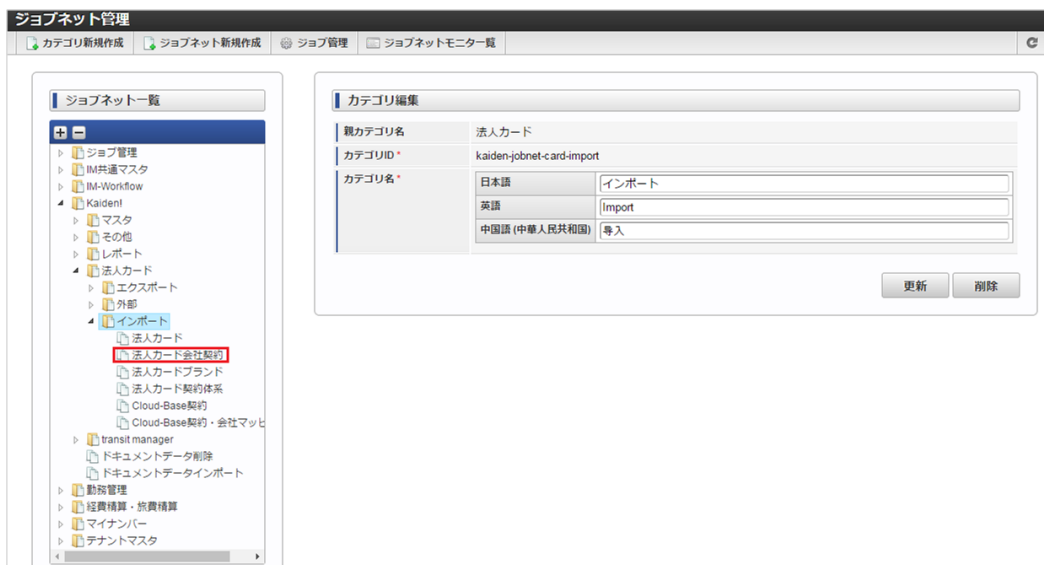 ジョブネット管理
カテゴリ新規作成 ジョブネット新規作成 ジョブ管理 ジョブネットモニタ一覧
ジョブネット一覧
ジョブ管理
IM共通マスタ
IM-Workflow
Kaiden!
マスタ
その他
レポート
法人カード
エクスポート
外部
インポート
法人カード
法人カード会社契約
法人カードブランド
法人カード契約体系
Cloud-Base契約
Cloud-Base契約・会社マッピ
transit manager
ドキュメントデータ削除
ドキュメントデータインポート
勤務管理
経費精算・旅費精算
マイナンバー
テナントマスタ
カテゴリ編集
親カテゴリ名 法人カード
カテゴリID * kaiden-jobnet-card-import
カテゴリ名 *
日本語 インポート
英語 Import
中国語 (中華人民共和国) 导入
更新 削除